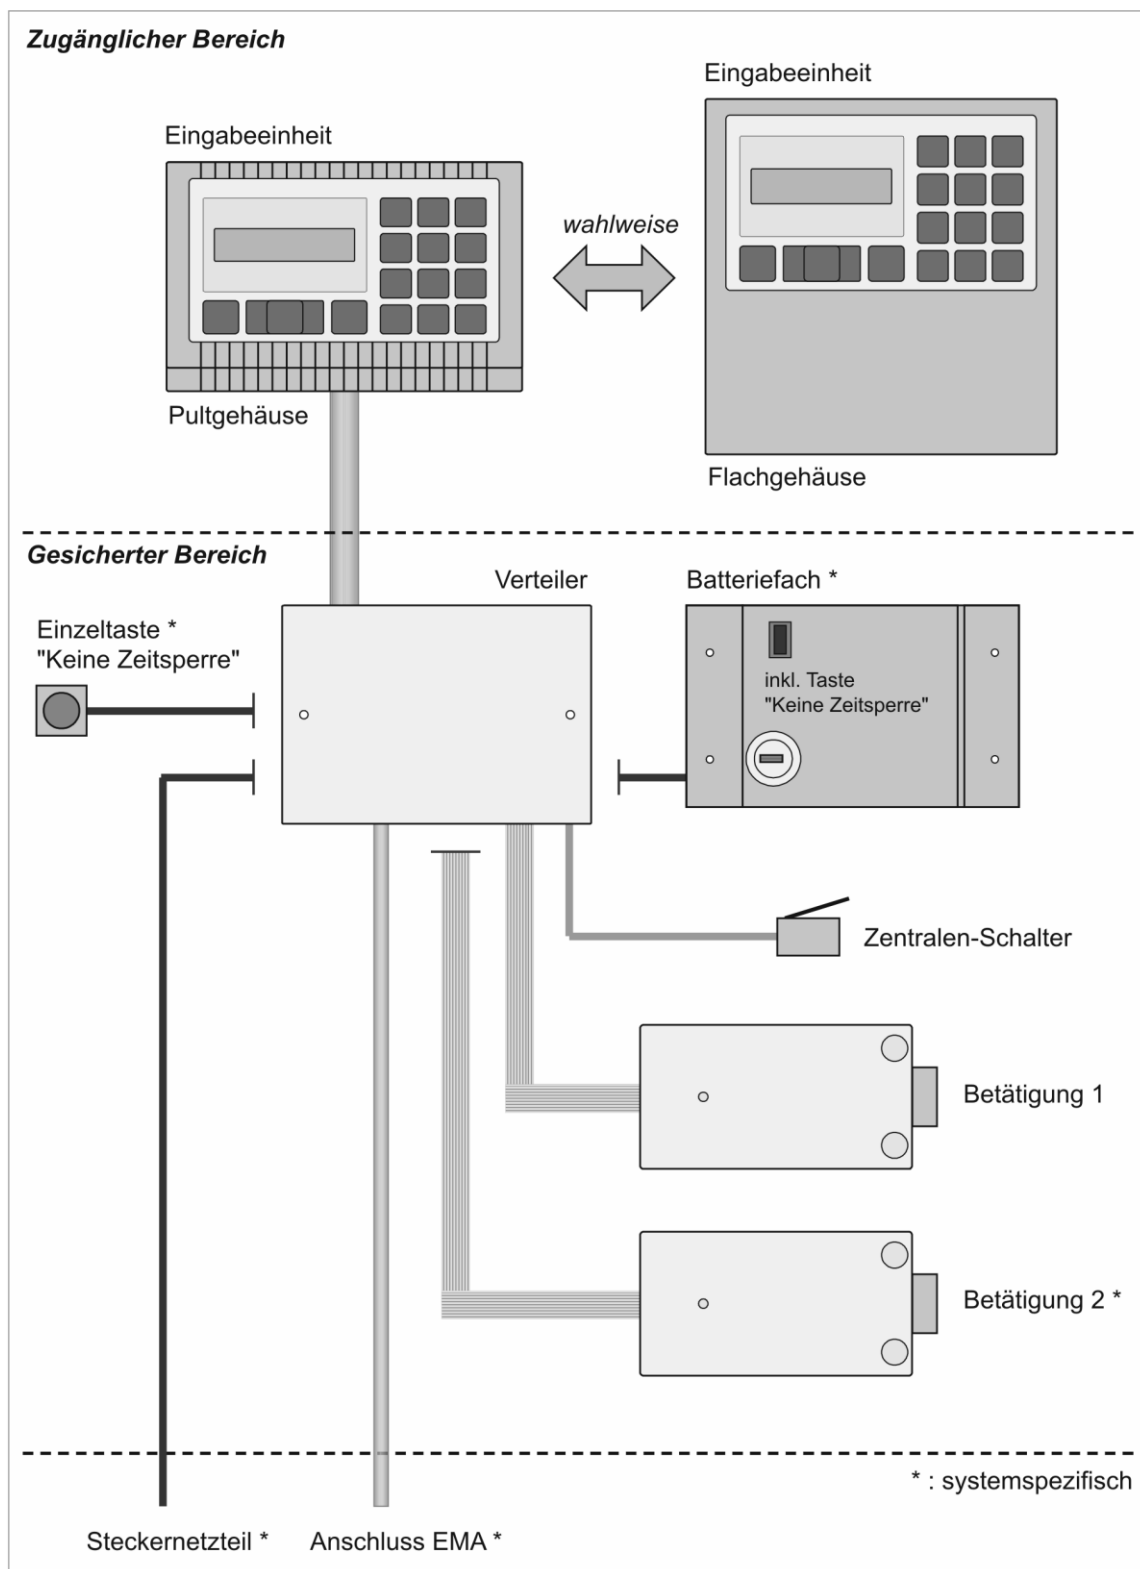 Zugänglicher Bereich
Eingabeeinheit
Eingabeeinheit
wahlweise
Pultgehäuse
Flachgehäuse
Gesicherter Bereich
Verteiler
Batteriefach *
Einzeltaste *
"Keine Zeitsperre"
inkl. Taste
"Keine Zeitsperre"
Zentralen-Schalter
Betätigung 1
Betätigung 2 *
* : systemspezifisch
Steckernetzteil *
Anschluss EMA *